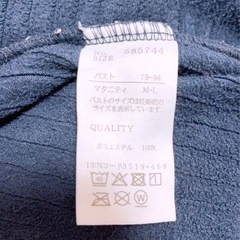 No. 585744
SIZE
バスト 79-94
マタニティ M-L
バストのサイズは妊娠前の
サイズを表示しています
QUALITY
ポリエステル 100%